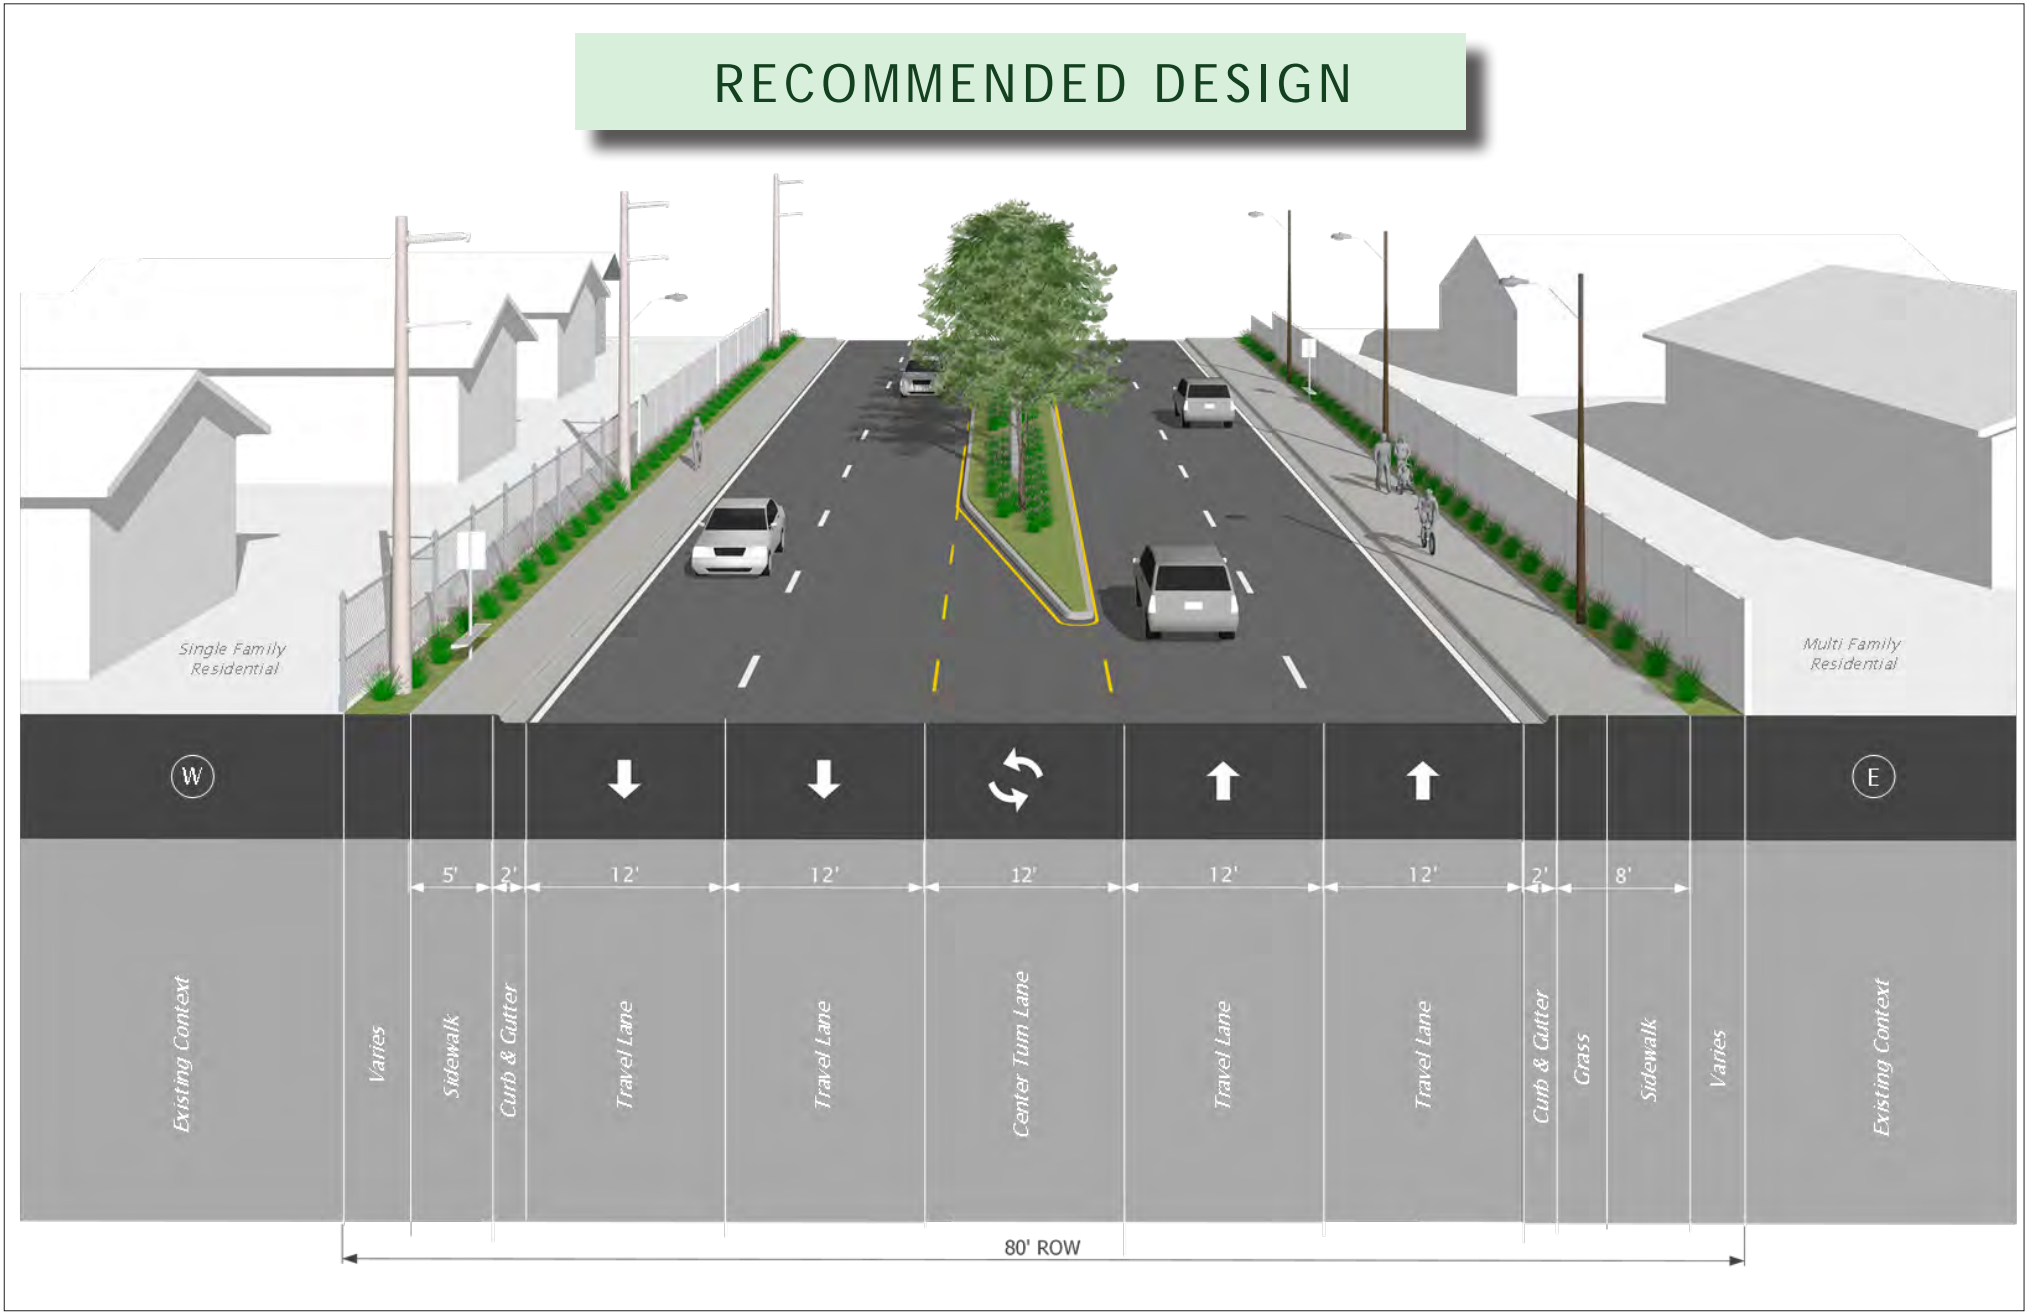 RECOMMENDED DESIGN
Single Family
Residential
Multi Family
Residential
W
E
5'
2'
12'
12'
12'
12'
12'
2'
8'
Existing Context
Varies
Sidewalk
Curb & Gutter
Travel Lane
Travel Lane
Center Turn Lane
Travel Lane
Travel Lane
Curb & Gutter
Grass
Sidewalk
Varies
Existing Context
80' ROW